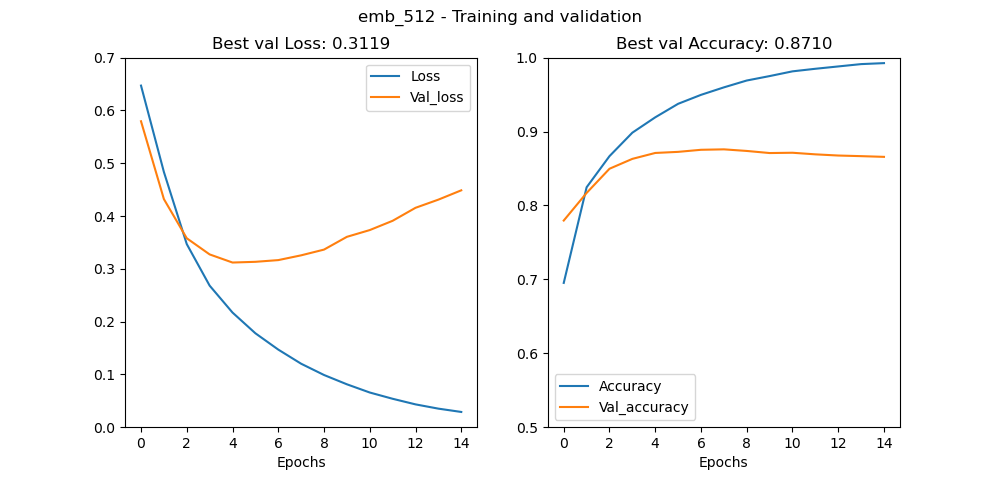 emb_512 - Training and validation
Best val Loss: 0.3119
0.7
0.6
0.5
0.4
0.3
0.2
0.1
0.0
Loss
Val_loss
0 2 4 6 8 10 12 14
Epochs
Best val Accuracy: 0.8710
1.0
0.9
0.8
0.7
0.6
0.5
Accuracy
Val_accuracy
0 2 4 6 8 10 12 14
Epochs